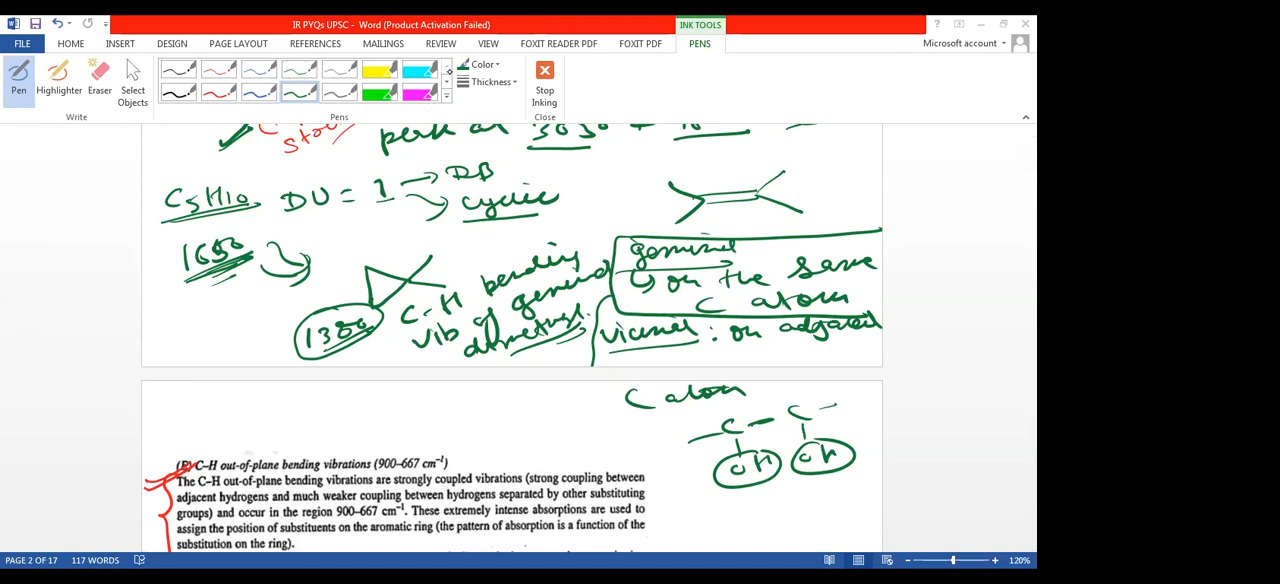 IR PYQs UPSC - Word (Product Activation Failed)
INK TOOLS
FILE HOME INSERT DESIGN PAGE LAYOUT REFERENCES MAILINGS REVIEW VIEW FOXIT READER PDF FOXIT PDF PENS
Microsoft account
Pen Highlighter Eraser Select Objects
Color
Thickness
Stop Inking
Write Pens Close
peak at 3030
C5H10 DU = 1 → DB
cyclic
1650
geminal
on the same
C atom
1380
C-H bending
vib of geminal
dimethyl.
vicinal : on adjacent
C atom
C - C -
OH OH
(E) C–H out-of-plane bending vibrations (900–667 cm⁻¹)
The C–H out-of-plane bending vibrations are strongly coupled vibrations (strong coupling between
adjacent hydrogens and much weaker coupling between hydrogens separated by other substituting
groups) and occur in the region 900–667 cm⁻¹. These extremely intense absorptions are used to
assign the position of substituents on the aromatic ring (the pattern of absorption is a function of the
substitution on the ring).
PAGE 2 OF 17 117 WORDS 120%